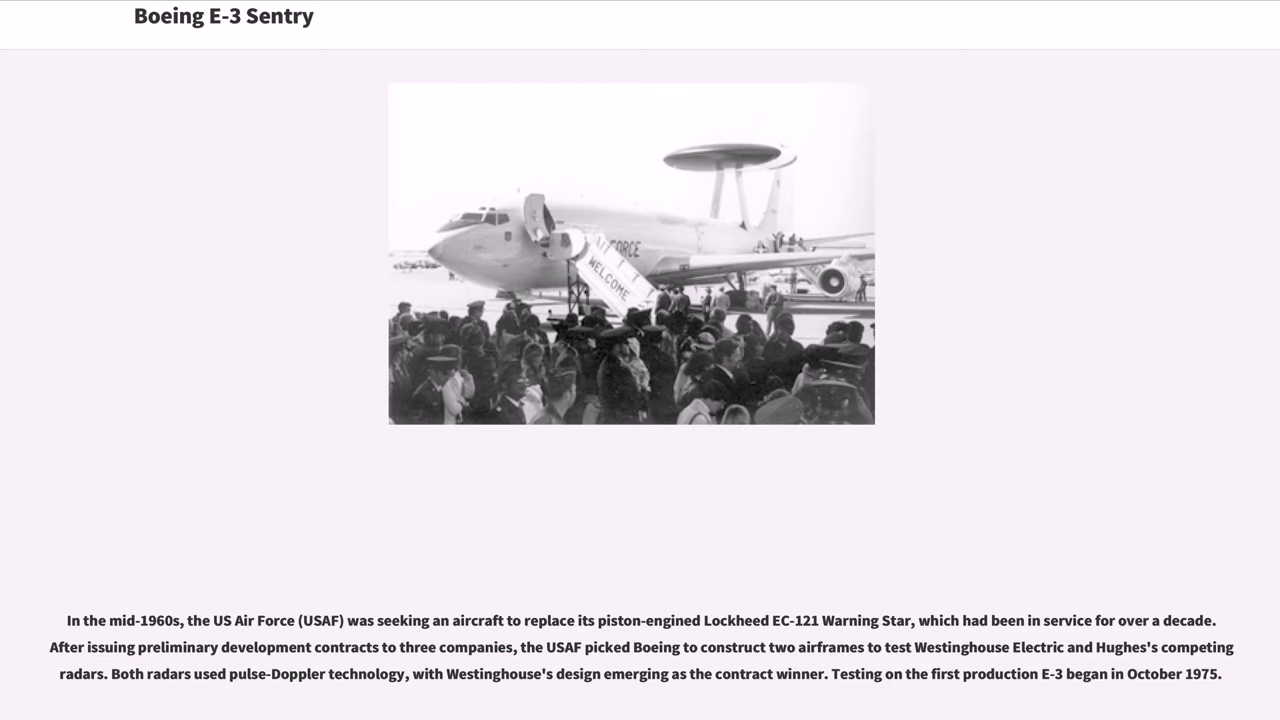 Boeing E-3 Sentry
FORCE
WELCOME
In the mid-1960s, the US Air Force (USAF) was seeking an aircraft to replace its piston-engined Lockheed EC-121 Warning Star, which had been in service for over a decade.
After issuing preliminary development contracts to three companies, the USAF picked Boeing to construct two airframes to test Westinghouse Electric and Hughes's competing
radars. Both radars used pulse-Doppler technology, with Westinghouse's design emerging as the contract winner. Testing on the first production E-3 began in October 1975.